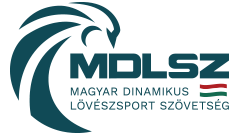 MDLSZ
MAGYAR DINAMIKUS
LÖVÉSZSPORT SZÖVETSÉG